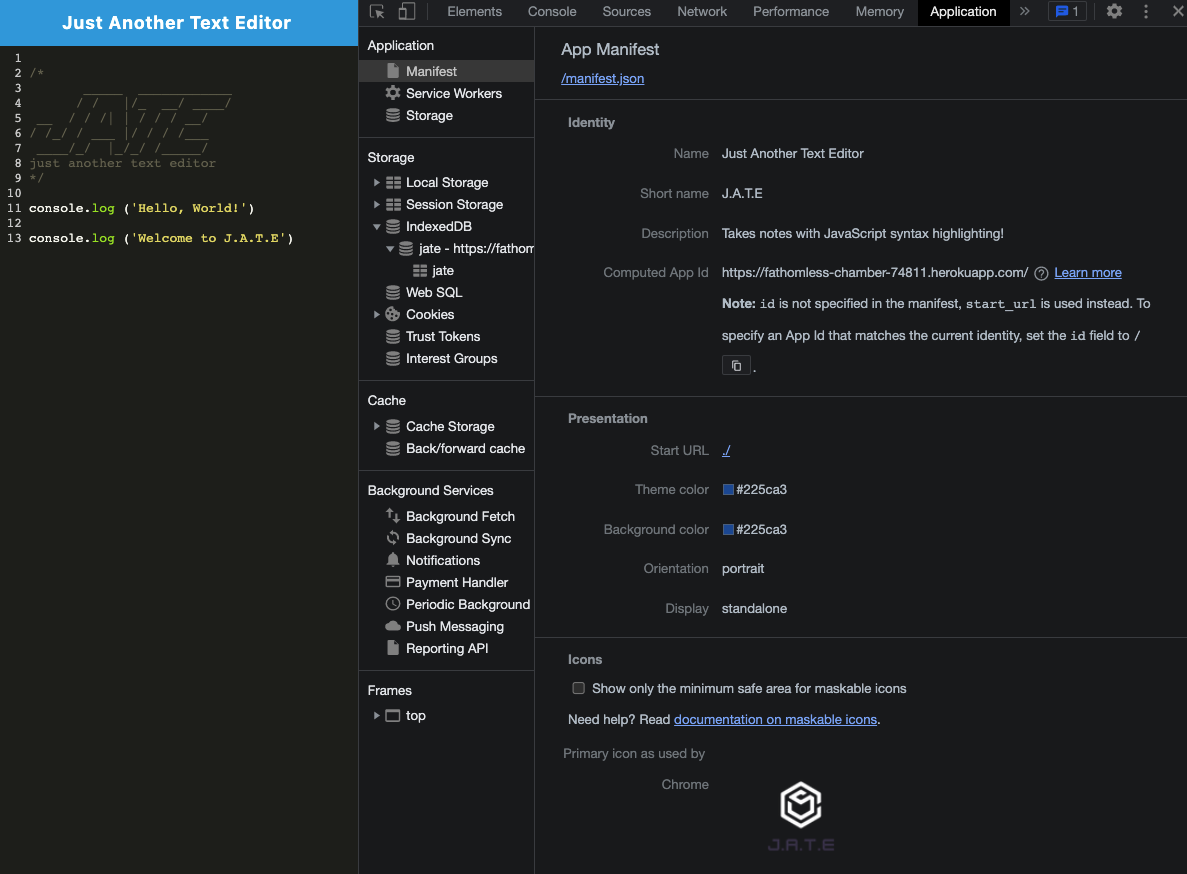 Just Another Text Editor
1
2 /*
3        _____  ____________
4       / /   |/_  __/ ____/
5  __  / / /| | / / / __/
6 / /_/ / ___ |/ / / /___
7  ____/_/  |_/_/ /_____/
8 just another text editor
9 */
10
11 console.log ('Hello, World!')
12
13 console.log ('Welcome to J.A.T.E')
Elements Console Sources Network Performance Memory Application 1
Application
Manifest
Service Workers
Storage
Storage
Local Storage
Session Storage
IndexedDB
jate - https://fathom
jate
Web SQL
Cookies
Trust Tokens
Interest Groups
Cache
Cache Storage
Back/forward cache
Background Services
Background Fetch
Background Sync
Notifications
Payment Handler
Periodic Background
Push Messaging
Reporting API
Frames
top
App Manifest
/manifest.json
Identity
Name Just Another Text Editor
Short name J.A.T.E
Description Takes notes with JavaScript syntax highlighting!
Computed App Id https://fathomless-chamber-74811.herokuapp.com/ ? Learn more
Note: id is not specified in the manifest, start_url is used instead. To
specify an App Id that matches the current identity, set the id field to /
.
Presentation
Start URL ./
Theme color #225ca3
Background color #225ca3
Orientation portrait
Display standalone
Icons
Show only the minimum safe area for maskable icons
Need help? Read documentation on maskable icons.
Primary icon as used by
Chrome
J.A.T.E